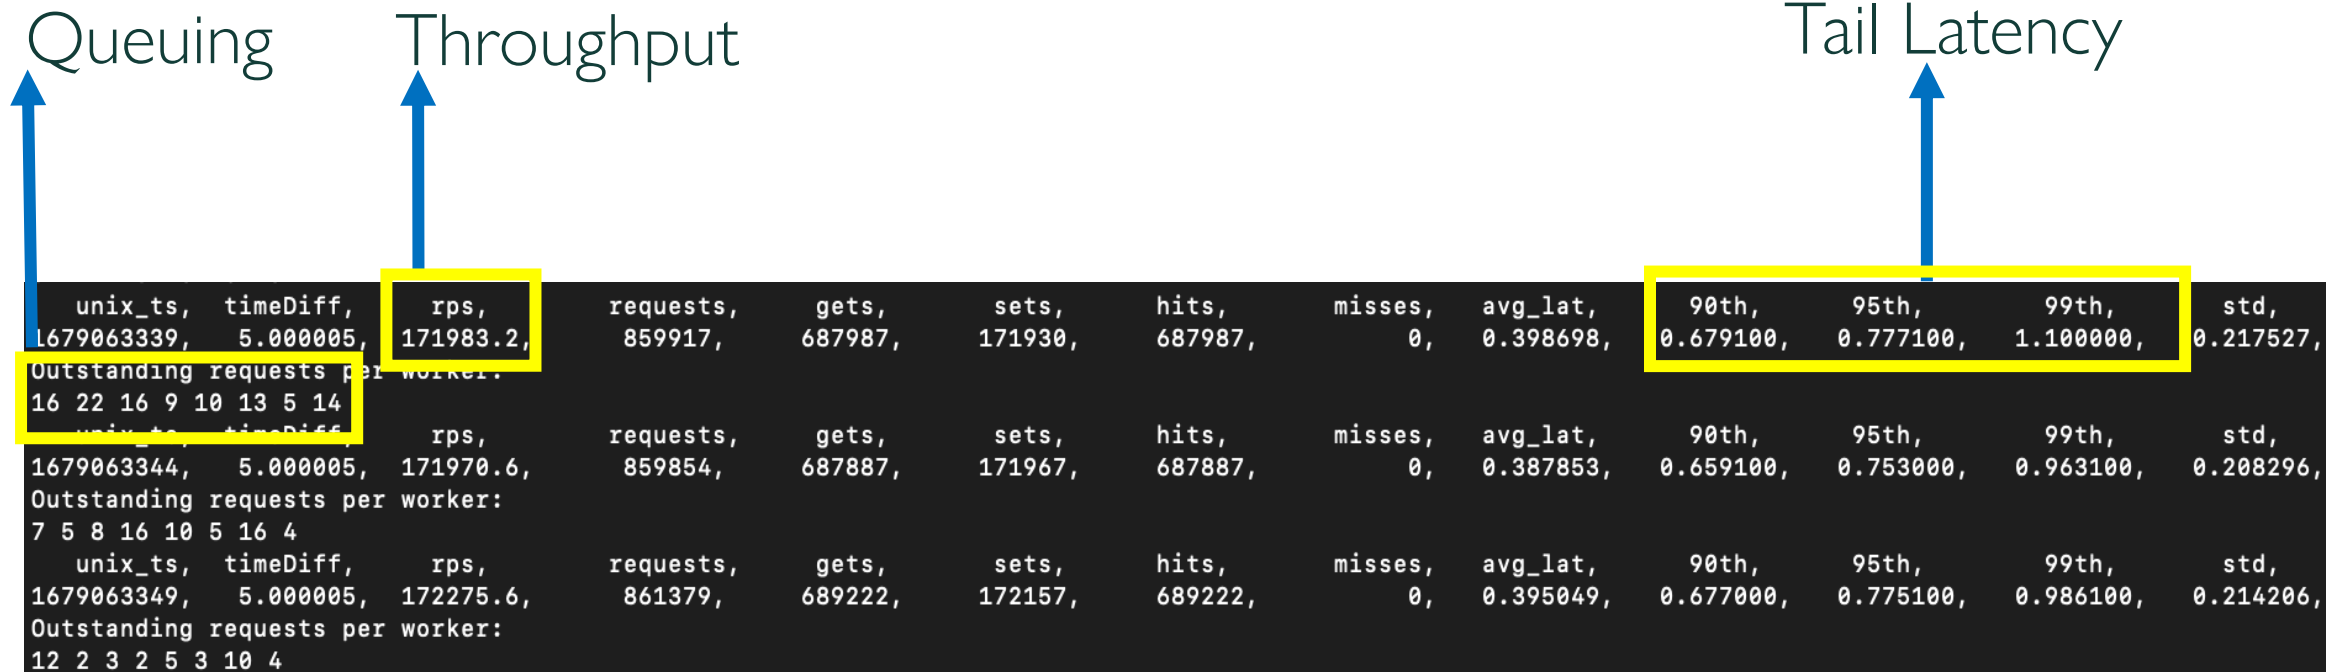 Queuing Throughput Tail Latency
unix_ts, timeDiff, rps, requests, gets, sets, hits, misses, avg_lat, 90th, 95th, 99th, std,
1679063339, 5.000005, 171983.2, 859917, 687987, 171930, 687987, 0, 0.398698, 0.679100, 0.777100, 1.100000, 0.217527,
Outstanding requests per worker:
16 22 16 9 10 13 5 14
unix_ts, timeDiff, rps, requests, gets, sets, hits, misses, avg_lat, 90th, 95th, 99th, std,
1679063344, 5.000005, 171970.6, 859854, 687887, 171967, 687887, 0, 0.387853, 0.659100, 0.753000, 0.963100, 0.208296,
Outstanding requests per worker:
7 5 8 16 10 5 16 4
unix_ts, timeDiff, rps, requests, gets, sets, hits, misses, avg_lat, 90th, 95th, 99th, std,
1679063349, 5.000005, 172275.6, 861379, 689222, 172157, 689222, 0, 0.395049, 0.677000, 0.775100, 0.986100, 0.214206,
Outstanding requests per worker:
12 2 3 2 5 3 10 4